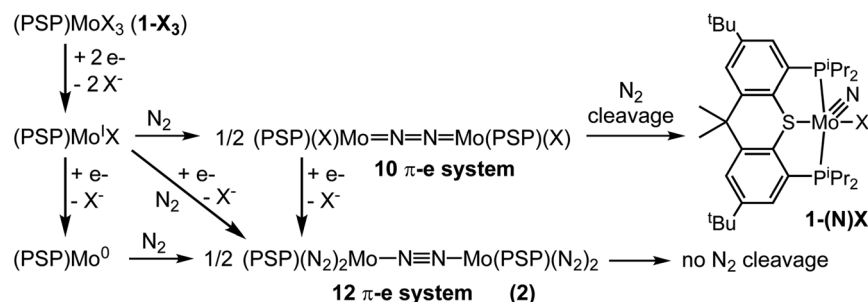 (PSP)MoX₃ (1-X₃)
+ 2 e-
- 2 X⁻
(PSP)MoᴵX
N₂
1/2 (PSP)(X)Mo=N=N=Mo(PSP)(X)
10 π-e system
N₂
cleavage
+ e-
- X⁻
+ e-
N₂ - X⁻
+ e-
- X⁻
(PSP)Mo⁰
N₂
1/2 (PSP)(N₂)₂Mo–N≡N–Mo(PSP)(N₂)₂
12 π-e system (2)
no N₂ cleavage
ᵗBu
PⁱPr₂
N
S
Mo
X
PⁱPr₂
ᵗBu
1-(N)X